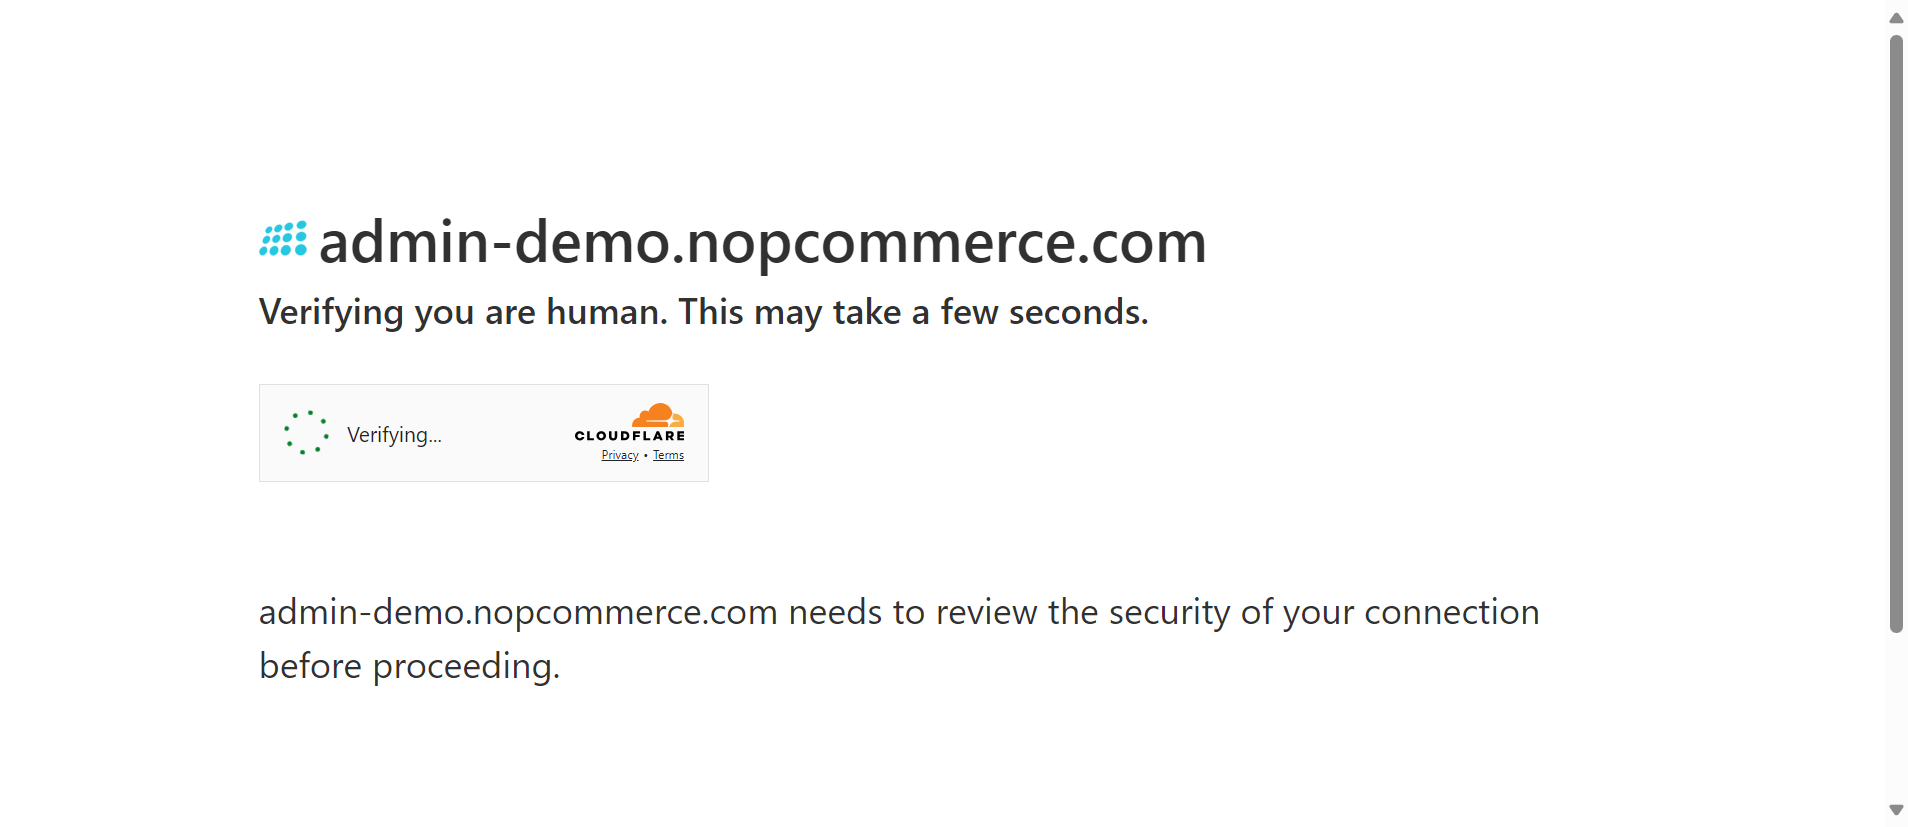 admin-demo.nopcommerce.com
Verifying you are human. This may take a few seconds.
Verifying...
CLOUDFLARE
Privacy • Terms
admin-demo.nopcommerce.com needs to review the security of your connection
before proceeding.